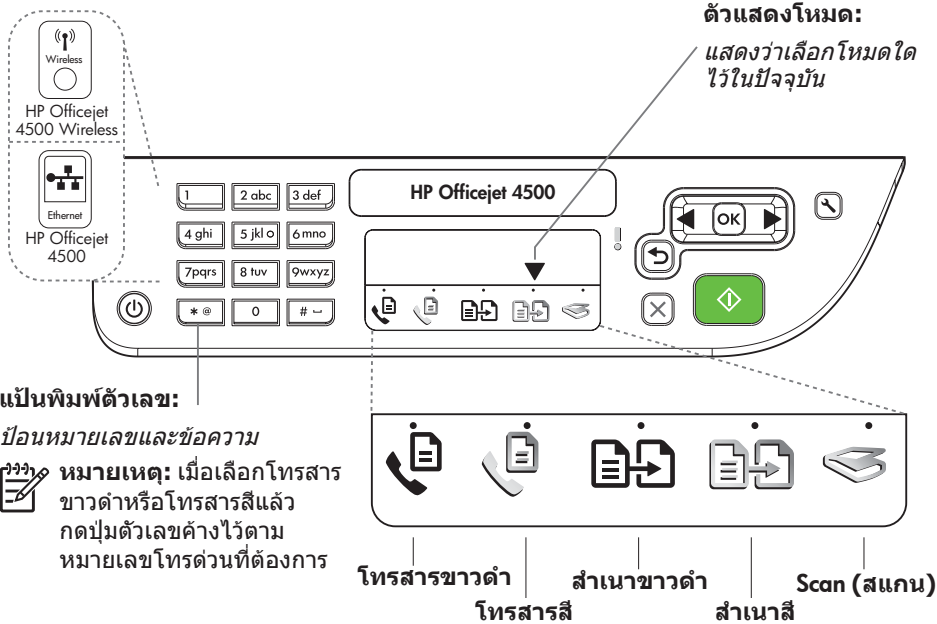 ตัวแสดงโหมด:
แสดงว่าเลือกโหมดใด
ไว้ในปัจจุบัน
Wireless
HP Officejet
4500 Wireless
Ethernet
HP Officejet
4500
HP Officejet 4500
1
2 abc
3 def
4 ghi
5 jkl o
6 mno
7pqrs
8 tuv
9wxyz
* @
0
# ⌴
OK
แป้นพิมพ์ตัวเลข:
ป้อนหมายเลขและข้อความ
หมายเหตุ: เมื่อเลือกโทรสาร
ขาวดำหรือโทรสารสีแล้ว
กดปุ่มตัวเลขค้างไว้ตาม
หมายเลขโทรด่วนที่ต้องการ
โทรสารขาวดำ
โทรสารสี
สำเนาขาวดำ
สำเนาสี
Scan (สแกน)